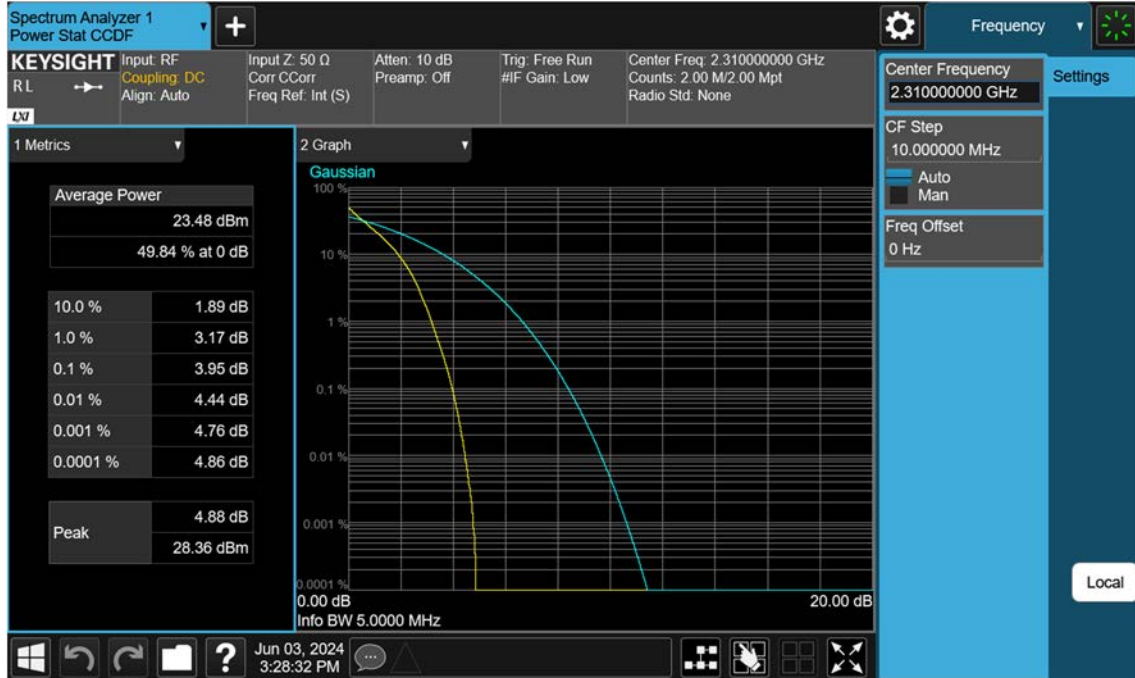 Spectrum Analyzer 1
Power Stat CCDF
+
Frequency
KEYSIGHT
R L
LXI
Input: RF
Coupling: DC
Align: Auto
Input Z: 50 Ω
Corr CCorr
Freq Ref: Int (S)
Atten: 10 dB
Preamp: Off
Trig: Free Run
#IF Gain: Low
Center Freq: 2.310000000 GHz
Counts: 2.00 M/2.00 Mpt
Radio Std: None
Center Frequency
2.310000000 GHz
Settings
CF Step
10.000000 MHz
Auto
Man
Freq Offset
0 Hz
1 Metrics
Average Power
23.48 dBm
49.84 % at 0 dB
10.0 % 1.89 dB
1.0 % 3.17 dB
0.1 % 3.95 dB
0.01 % 4.44 dB
0.001 % 4.76 dB
0.0001 % 4.86 dB
Peak
4.88 dB
28.36 dBm
2 Graph
Gaussian
100 %
10 %
1 %
0.1 %
0.01 %
0.001 %
0.0001 %
0.00 dB 20.00 dB
Info BW 5.0000 MHz
Local
?
Jun 03, 2024
3:28:32 PM